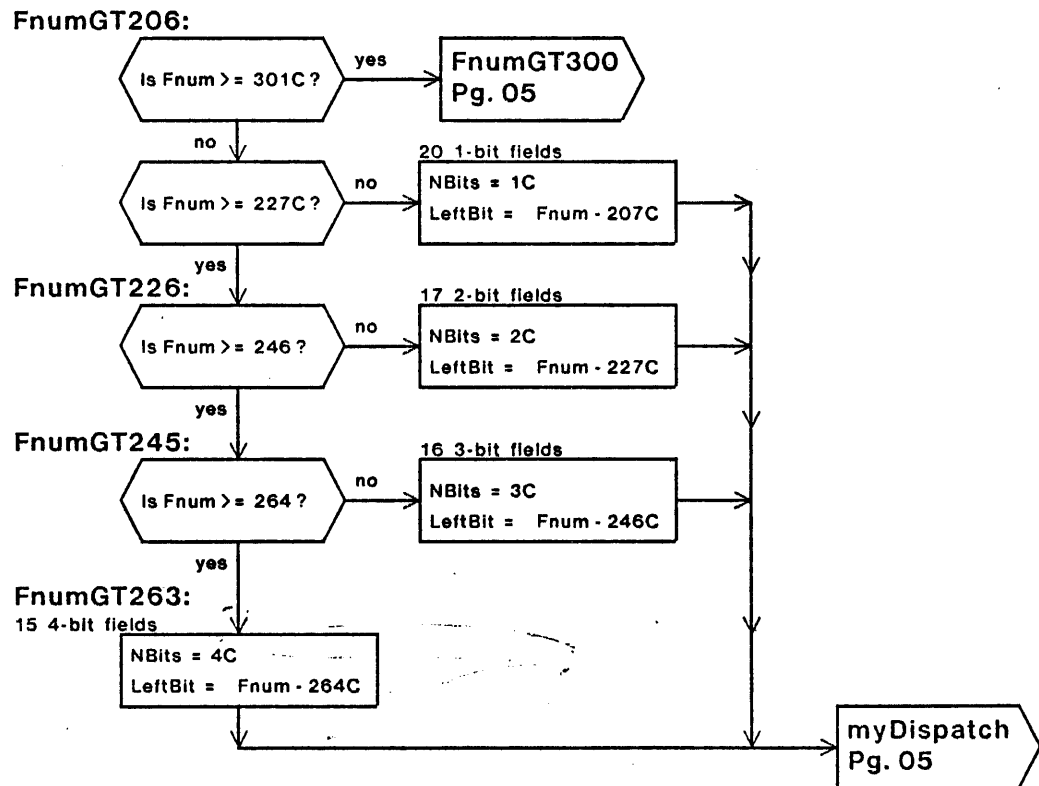 FnumGT206:
Is Fnum >= 301C ?
yes
FnumGT300
Pg. 05
no
20 1-bit fields
Is Fnum >= 227C ?
no
NBits = 1C
LeftBit = Fnum - 207C
yes
FnumGT226:
17 2-bit fields
Is Fnum >= 246 ?
no
NBits = 2C
LeftBit = Fnum - 227C
yes
FnumGT245:
16 3-bit fields
Is Fnum >= 264 ?
no
NBits = 3C
LeftBit = Fnum - 246C
yes
FnumGT263:
15 4-bit fields
NBits = 4C
LeftBit = Fnum - 264C
myDispatch
Pg. 05